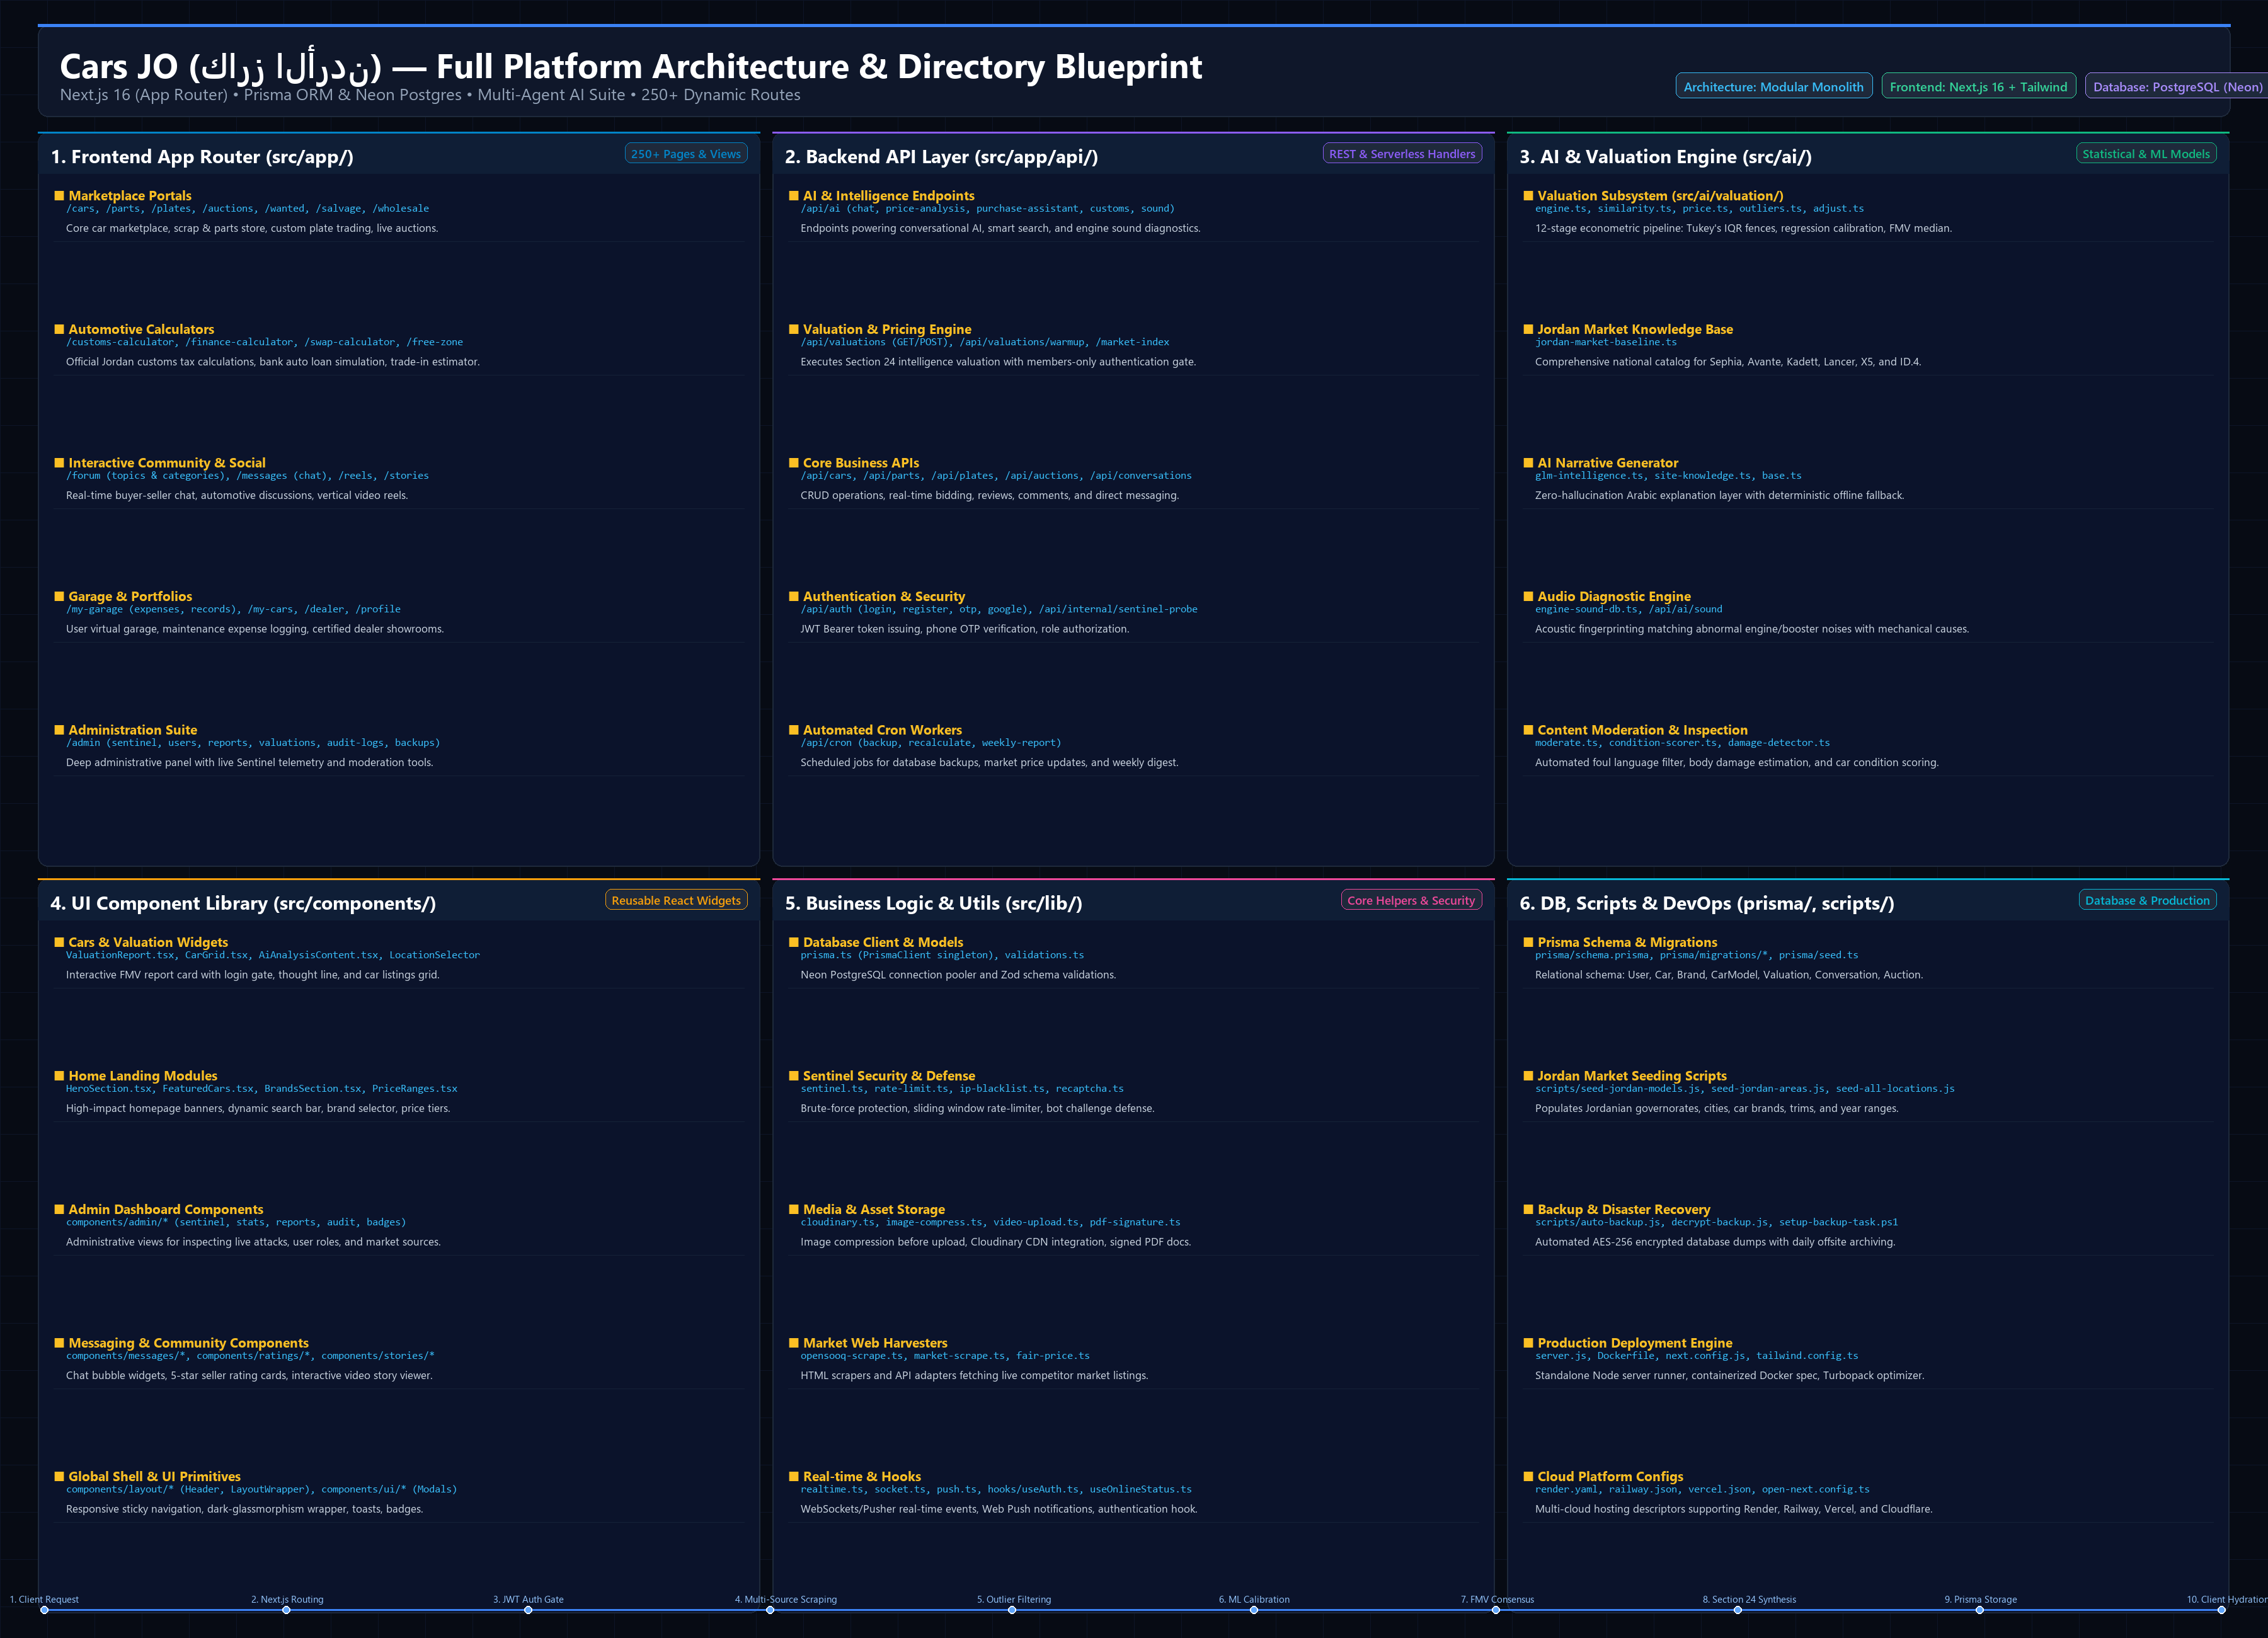 Cars JO (كارز الأردن) — Full Platform Architecture & Directory Blueprint
Next.js 16 (App Router) • Prisma ORM & Neon Postgres • Multi-Agent AI Suite • 250+ Dynamic Routes
Architecture: Modular Monolith
Frontend: Next.js 16 + Tailwind
Database: PostgreSQL (Neon)
1. Frontend App Router (src/app/)
250+ Pages & Views
Marketplace Portals
/cars, /parts, /plates, /auctions, /wanted, /salvage, /wholesale
Core car marketplace, scrap & parts store, custom plate trading, live auctions.
Automotive Calculators
/customs-calculator, /finance-calculator, /swap-calculator, /free-zone
Official Jordan customs tax calculations, bank auto loan simulation, trade-in estimator.
Interactive Community & Social
/forum (topics & categories), /messages (chat), /reels, /stories
Real-time buyer-seller chat, automotive discussions, vertical video reels.
Garage & Portfolios
/my-garage (expenses, records), /my-cars, /dealer, /profile
User virtual garage, maintenance expense logging, certified dealer showrooms.
Administration Suite
/admin (sentinel, users, reports, valuations, audit-logs, backups)
Deep administrative panel with live Sentinel telemetry and moderation tools.
2. Backend API Layer (src/app/api/)
REST & Serverless Handlers
AI & Intelligence Endpoints
/api/ai (chat, price-analysis, purchase-assistant, customs, sound)
Endpoints powering conversational AI, smart search, and engine sound diagnostics.
Valuation & Pricing Engine
/api/valuations (GET/POST), /api/valuations/warmup, /market-index
Executes Section 24 intelligence valuation with members-only authentication gate.
Core Business APIs
/api/cars, /api/parts, /api/plates, /api/auctions, /api/conversations
CRUD operations, real-time bidding, reviews, comments, and direct messaging.
Authentication & Security
/api/auth (login, register, otp, google), /api/internal/sentinel-probe
JWT Bearer token issuing, phone OTP verification, role authorization.
Automated Cron Workers
/api/cron (backup, recalculate, weekly-report)
Scheduled jobs for database backups, market price updates, and weekly digest.
3. AI & Valuation Engine (src/ai/)
Statistical & ML Models
Valuation Subsystem (src/ai/valuation/)
engine.ts, similarity.ts, price.ts, outliers.ts, adjust.ts
12-stage econometric pipeline: Tukey's IQR fences, regression calibration, FMV median.
Jordan Market Knowledge Base
jordan-market-baseline.ts
Comprehensive national catalog for Sephia, Avante, Kadett, Lancer, X5, and ID.4.
AI Narrative Generator
glm-intelligence.ts, site-knowledge.ts, base.ts
Zero-hallucination Arabic explanation layer with deterministic offline fallback.
Audio Diagnostic Engine
engine-sound-db.ts, /api/ai/sound
Acoustic fingerprinting matching abnormal engine/booster noises with mechanical causes.
Content Moderation & Inspection
moderate.ts, condition-scorer.ts, damage-detector.ts
Automated foul language filter, body damage estimation, and car condition scoring.
4. UI Component Library (src/components/)
Reusable React Widgets
Cars & Valuation Widgets
ValuationReport.tsx, CarGrid.tsx, AiAnalysisContent.tsx, LocationSelector
Interactive FMV report card with login gate, thought line, and car listings grid.
Home Landing Modules
HeroSection.tsx, FeaturedCars.tsx, BrandsSection.tsx, PriceRanges.tsx
High-impact homepage banners, dynamic search bar, brand selector, price tiers.
Admin Dashboard Components
components/admin/* (sentinel, stats, reports, audit, badges)
Administrative views for inspecting live attacks, user roles, and market sources.
Messaging & Community Components
components/messages/*, components/ratings/*, components/stories/*
Chat bubble widgets, 5-star seller rating cards, interactive video story viewer.
Global Shell & UI Primitives
components/layout/* (Header, LayoutWrapper), components/ui/* (Modals)
Responsive sticky navigation, dark-glassmorphism wrapper, toasts, badges.
5. Business Logic & Utils (src/lib/)
Core Helpers & Security
Database Client & Models
prisma.ts (PrismaClient singleton), validations.ts
Neon PostgreSQL connection pooler and Zod schema validations.
Sentinel Security & Defense
sentinel.ts, rate-limit.ts, ip-blacklist.ts, recaptcha.ts
Brute-force protection, sliding window rate-limiter, bot challenge defense.
Media & Asset Storage
cloudinary.ts, image-compress.ts, video-upload.ts, pdf-signature.ts
Image compression before upload, Cloudinary CDN integration, signed PDF docs.
Market Web Harvesters
opensooq-scrape.ts, market-scrape.ts, fair-price.ts
HTML scrapers and API adapters fetching live competitor market listings.
Real-time & Hooks
realtime.ts, socket.ts, push.ts, hooks/useAuth.ts, useOnlineStatus.ts
WebSockets/Pusher real-time events, Web Push notifications, authentication hook.
6. DB, Scripts & DevOps (prisma/, scripts/)
Database & Production
Prisma Schema & Migrations
prisma/schema.prisma, prisma/migrations/*, prisma/seed.ts
Relational schema: User, Car, Brand, CarModel, Valuation, Conversation, Auction.
Jordan Market Seeding Scripts
scripts/seed-jordan-models.js, seed-jordan-areas.js, seed-all-locations.js
Populates Jordanian governorates, cities, car brands, trims, and year ranges.
Backup & Disaster Recovery
scripts/auto-backup.js, decrypt-backup.js, setup-backup-task.ps1
Automated AES-256 encrypted database dumps with daily offsite archiving.
Production Deployment Engine
server.js, Dockerfile, next.config.js, tailwind.config.ts
Standalone Node server runner, containerized Docker spec, Turbopack optimizer.
Cloud Platform Configs
render.yaml, railway.json, vercel.json, open-next.config.ts
Multi-cloud hosting descriptors supporting Render, Railway, Vercel, and Cloudflare.
1. Client Request
2. Next.js Routing
3. JWT Auth Gate
4. Multi-Source Scraping
5. Outlier Filtering
6. ML Calibration
7. FMV Consensus
8. Section 24 Synthesis
9. Prisma Storage
10. Client Hydration